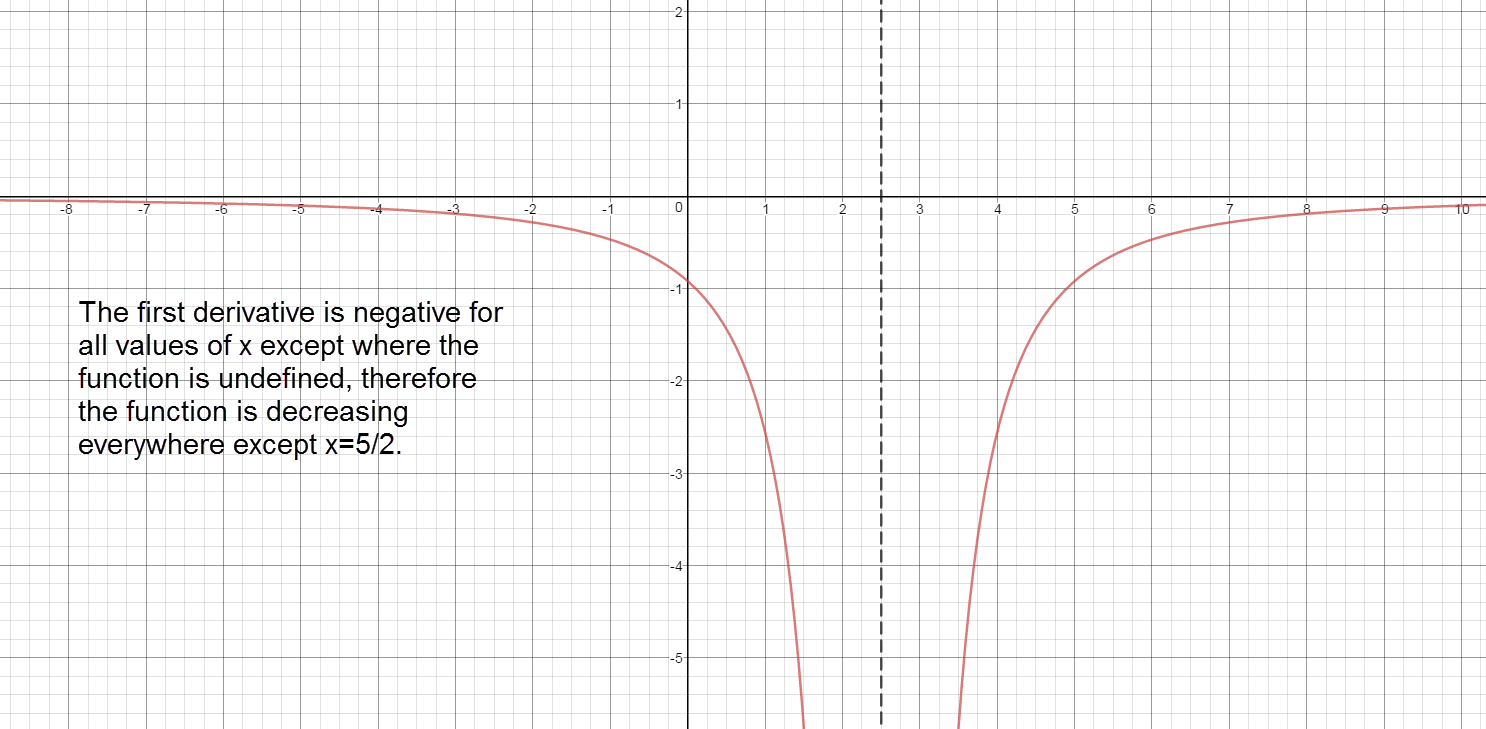 2
1
-8 -7 -6 -5 -4 -3 -2 -1 0 1 2 3 4 5 6 7 8 9 10
-1
The first derivative is negative for
all values of x except where the
function is undefined, therefore
-2
the function is decreasing
everywhere except x=5/2.
-3
-4
-5